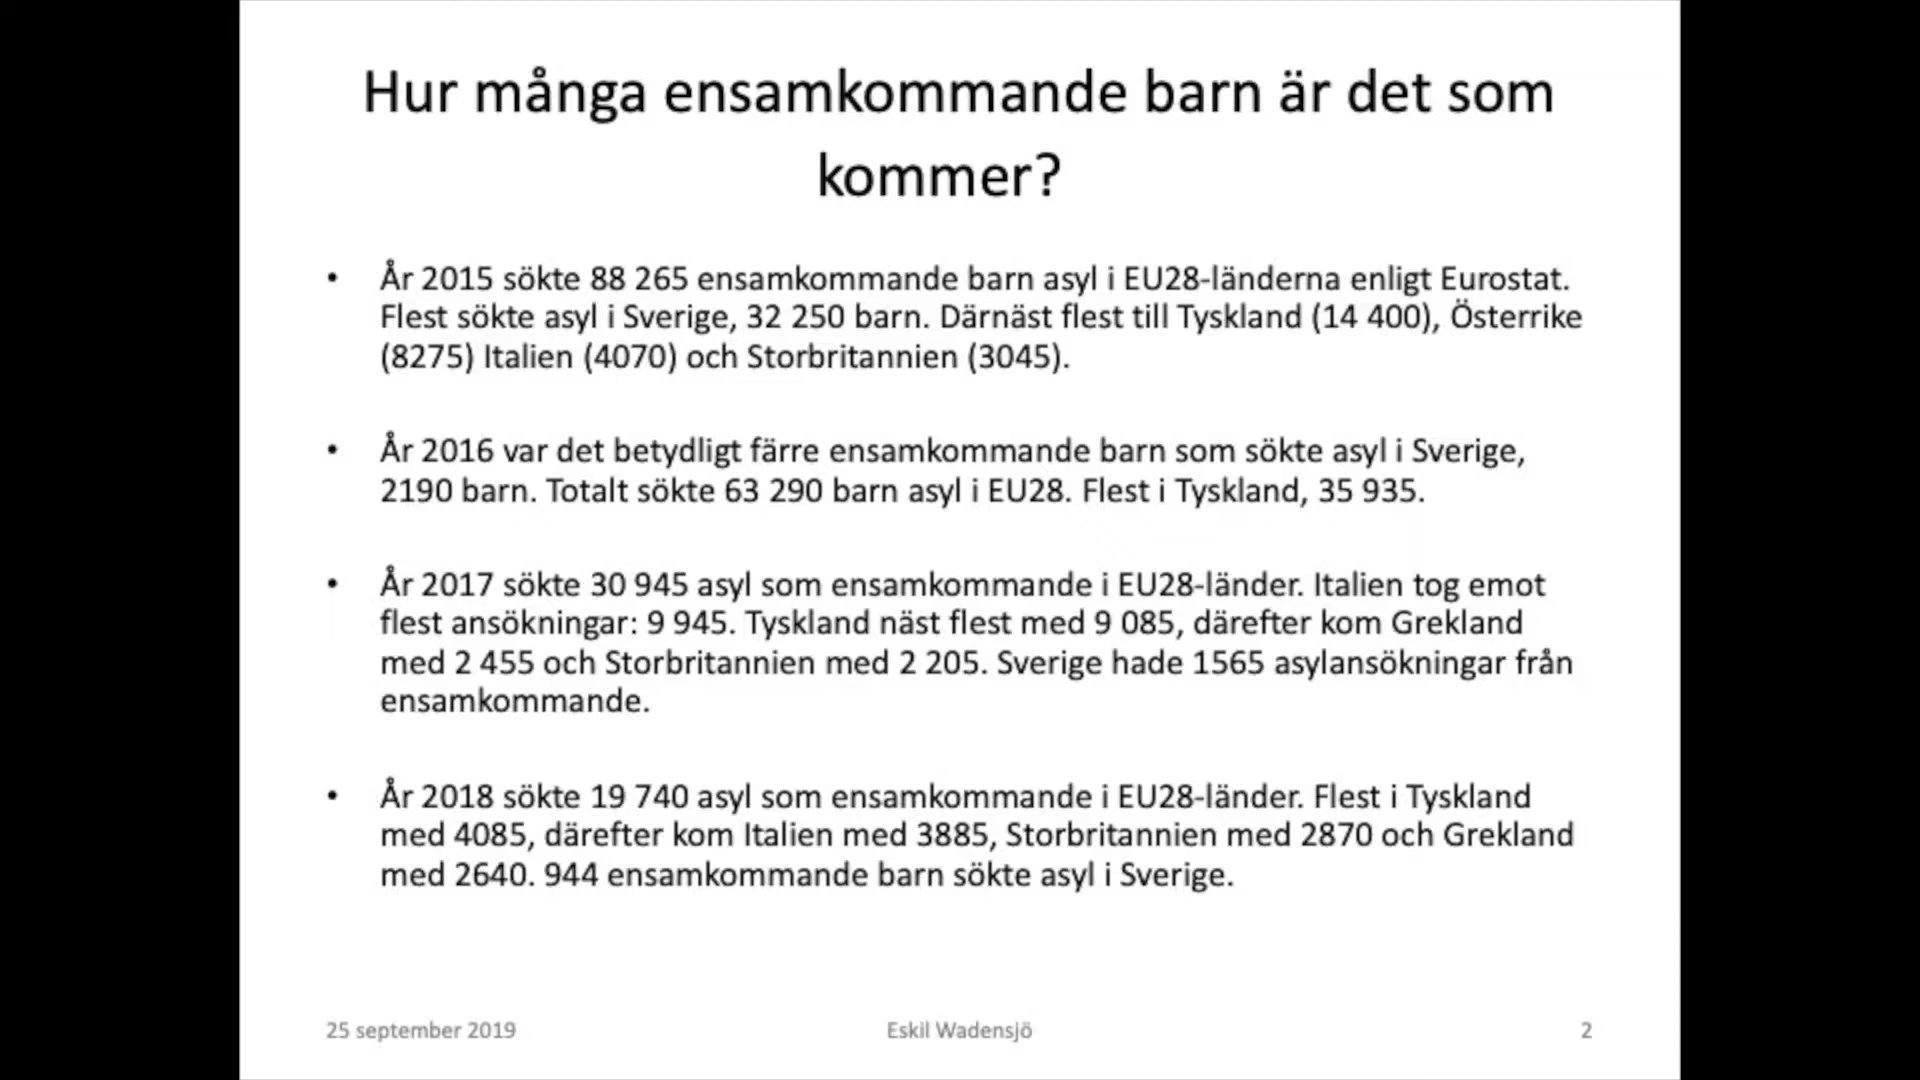 Hur många ensamkommande barn är det som
kommer?
• År 2015 sökte 88 265 ensamkommande barn asyl i EU28-länderna enligt Eurostat.
Flest sökte asyl i Sverige, 32 250 barn. Därnäst flest till Tyskland (14 400), Österrike
(8275) Italien (4070) och Storbritannien (3045).
• År 2016 var det betydligt färre ensamkommande barn som sökte asyl i Sverige,
2190 barn. Totalt sökte 63 290 barn asyl i EU28. Flest i Tyskland, 35 935.
• År 2017 sökte 30 945 asyl som ensamkommande i EU28-länder. Italien tog emot
flest ansökningar: 9 945. Tyskland näst flest med 9 085, därefter kom Grekland
med 2 455 och Storbritannien med 2 205. Sverige hade 1565 asylansökningar från
ensamkommande.
• År 2018 sökte 19 740 asyl som ensamkommande i EU28-länder. Flest i Tyskland
med 4085, därefter kom Italien med 3885, Storbritannien med 2870 och Grekland
med 2640. 944 ensamkommande barn sökte asyl i Sverige.
25 september 2019
Eskil Wadensjö
2